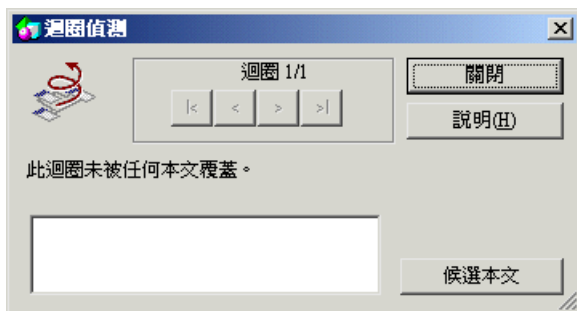 迴圈偵測
迴圈 1/1
|< < > >|
關閉
說明(H)
此迴圈未被任何本文覆蓋。
候選本文